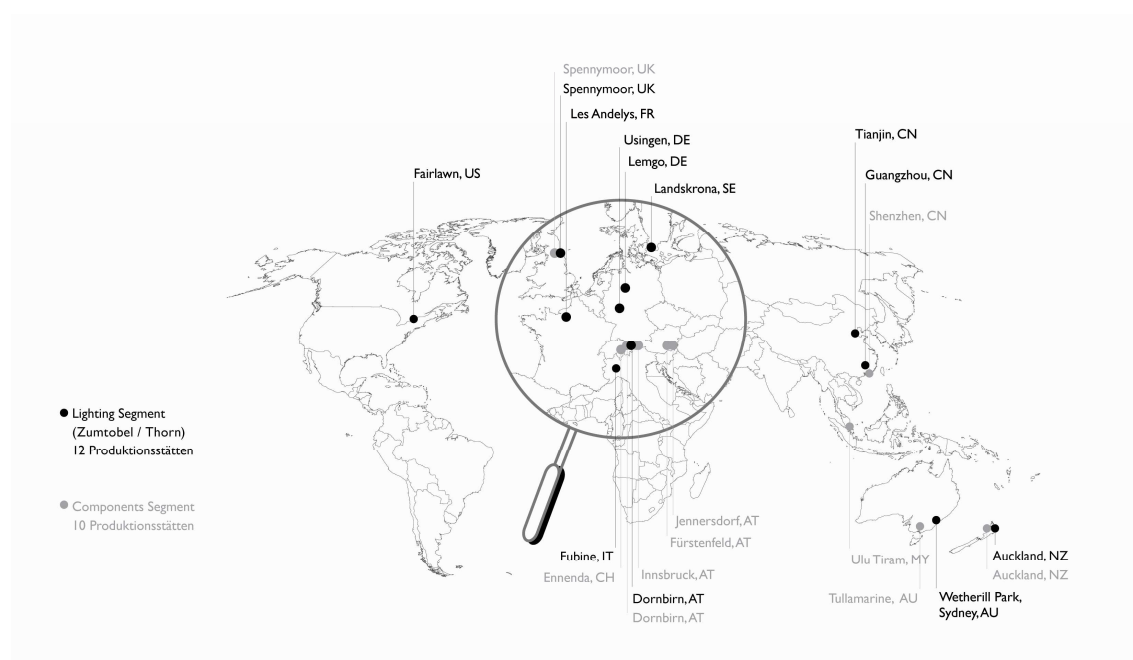 Spennymoor, UK
Spennymoor, UK
Les Andelys, FR
Usingen, DE
Lemgo, DE
Landskrona, SE
Fairlawn, US
Tianjin, CN
Guangzhou, CN
Shenzhen, CN
Lighting Segment
(Zumtobel / Thorn)
12 Produktionsstätten
Components Segment
10 Produktionsstätten
Jennersdorf, AT
Fürstenfeld, AT
Fubine, IT
Ennenda, CH
Innsbruck, AT
Dornbirn, AT
Dornbirn, AT
Ulu Tiram, MY
Auckland, NZ
Auckland, NZ
Tullamarine, AU
Wetherill Park,
Sydney, AU